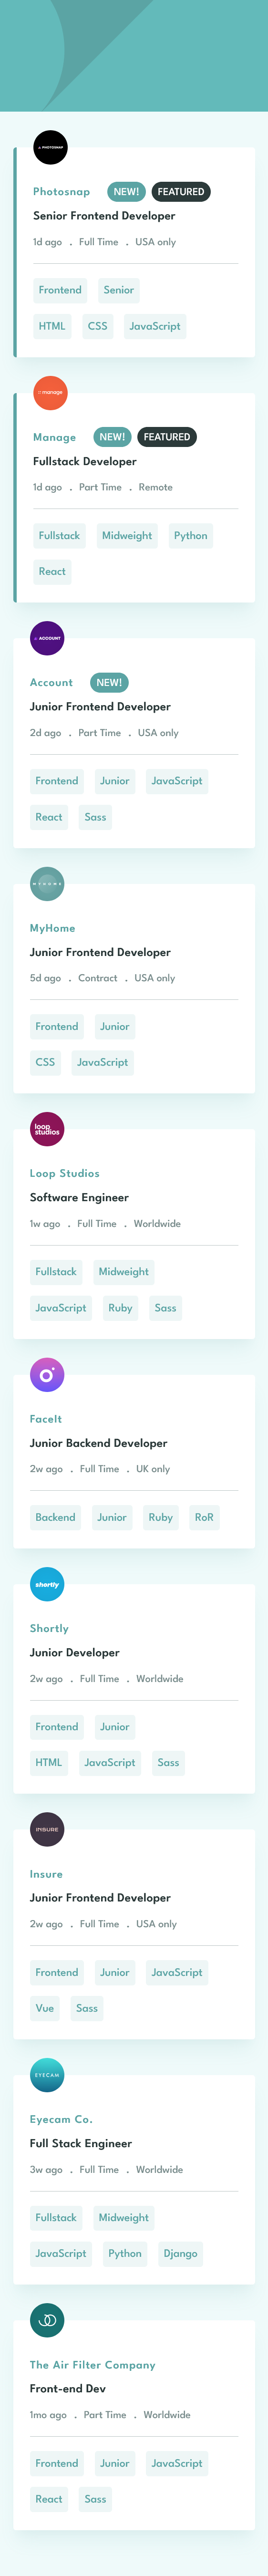 PHOTOSNAP
Photosnap NEW! FEATURED
Senior Frontend Developer
1d ago . Full Time . USA only
Frontend Senior
HTML CSS JavaScript
manage
Manage NEW! FEATURED
Fullstack Developer
1d ago . Part Time . Remote
Fullstack Midweight Python
React
ACCOUNT
Account NEW!
Junior Frontend Developer
2d ago . Part Time . USA only
Frontend Junior JavaScript
React Sass
MYHOME
MyHome
Junior Frontend Developer
5d ago . Contract . USA only
Frontend Junior
CSS JavaScript
loop
studios
Loop Studios
Software Engineer
1w ago . Full Time . Worldwide
Fullstack Midweight
JavaScript Ruby Sass
FaceIt
Junior Backend Developer
2w ago . Full Time . UK only
Backend Junior Ruby RoR
shortly
Shortly
Junior Developer
2w ago . Full Time . Worldwide
Frontend Junior
HTML JavaScript Sass
INSURE
Insure
Junior Frontend Developer
2w ago . Full Time . USA only
Frontend Junior JavaScript
Vue Sass
EYECAM
Eyecam Co.
Full Stack Engineer
3w ago . Full Time . Worldwide
Fullstack Midweight
JavaScript Python Django
The Air Filter Company
Front-end Dev
1mo ago . Part Time . Worldwide
Frontend Junior JavaScript
React Sass